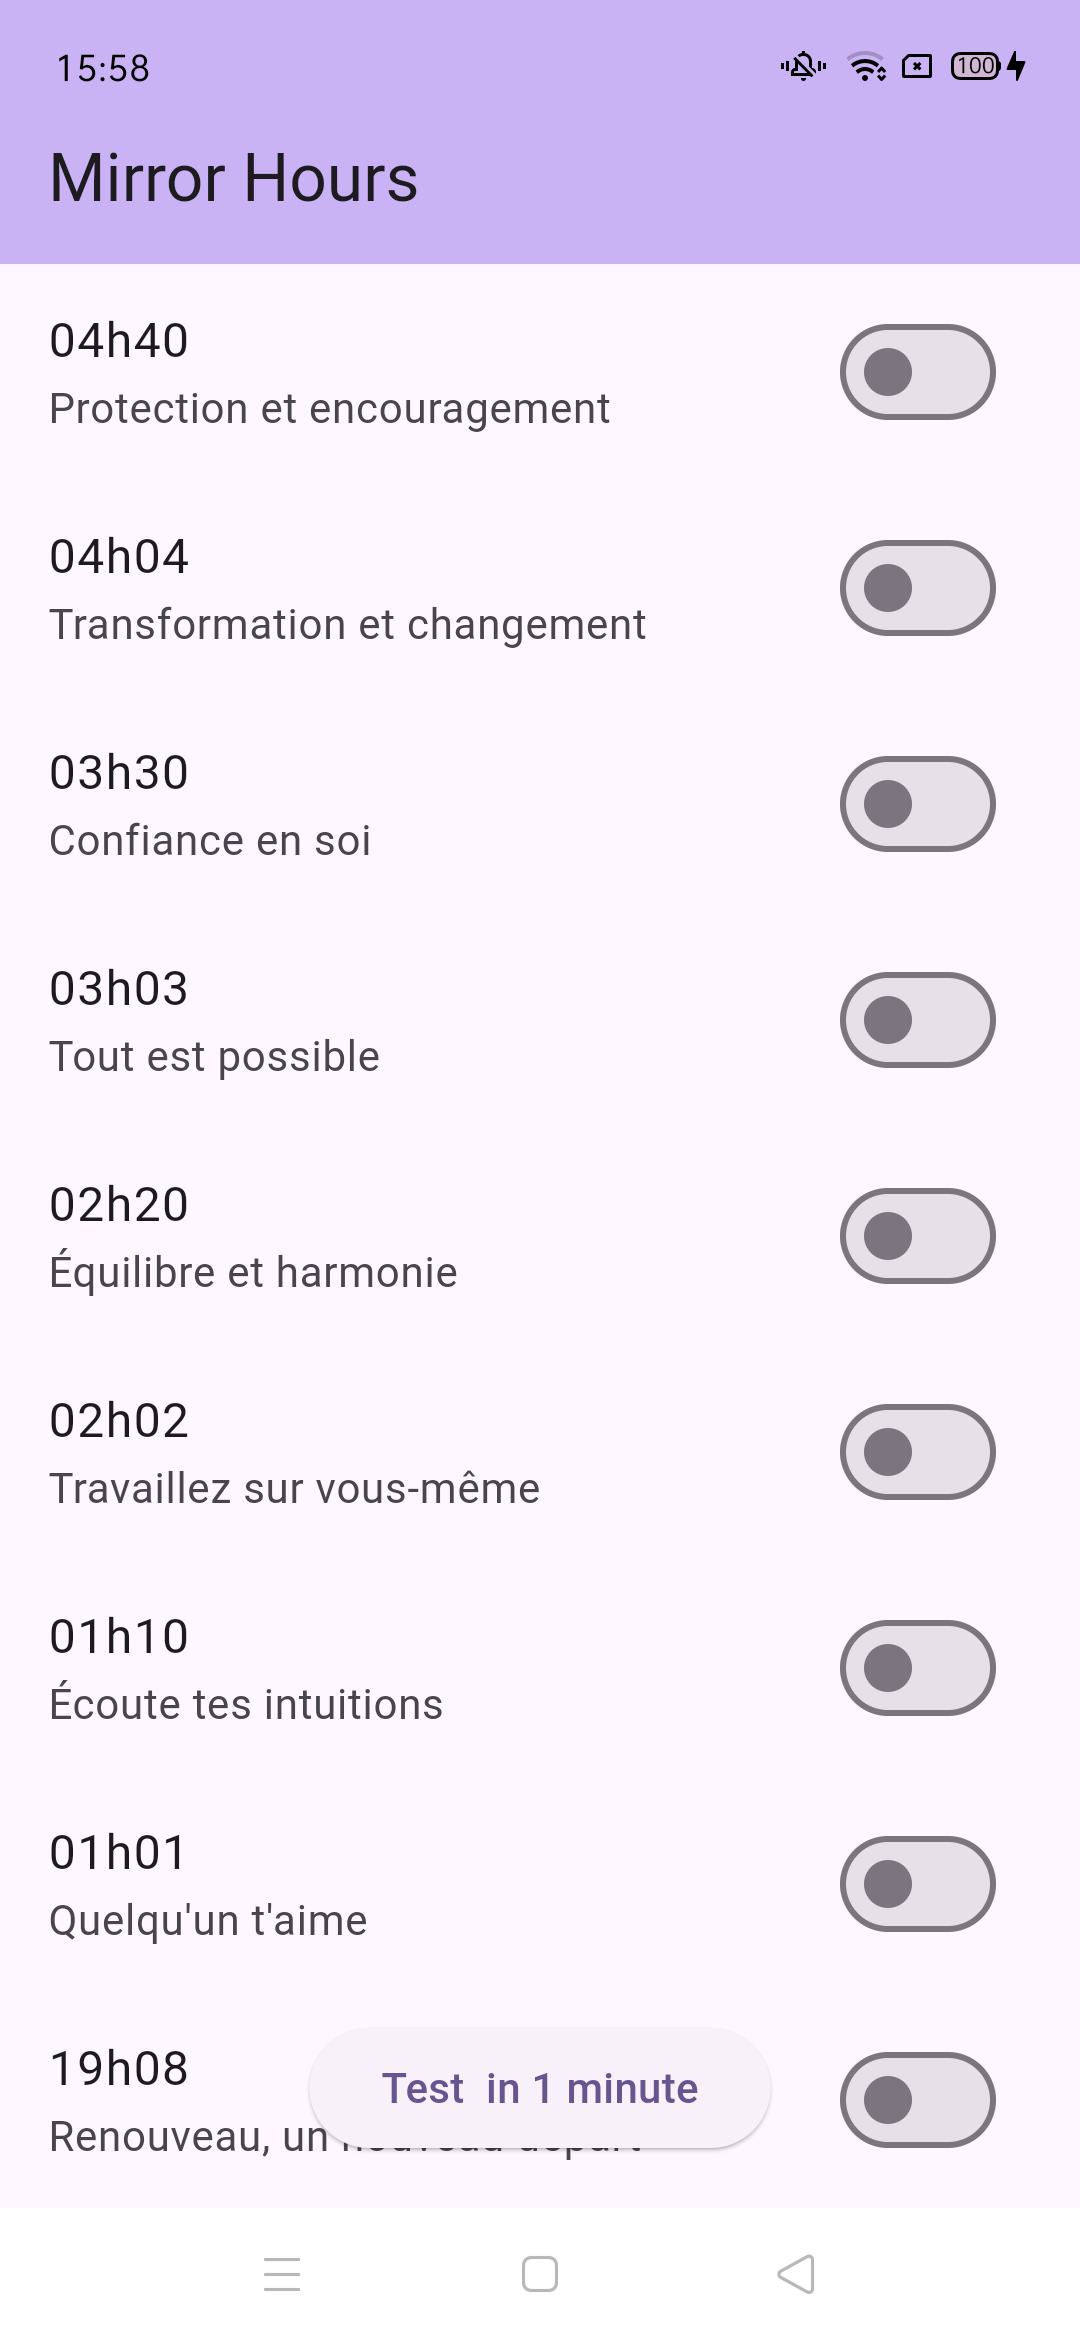 15:58
100
Mirror Hours
04h40
Protection et encouragement
04h04
Transformation et changement
03h30
Confiance en soi
03h03
Tout est possible
02h20
Équilibre et harmonie
02h02
Travaillez sur vous-même
01h10
Écoute tes intuitions
01h01
Quelqu'un t'aime
19h08
Test in 1 minute
Renouveau, un nouveau départ